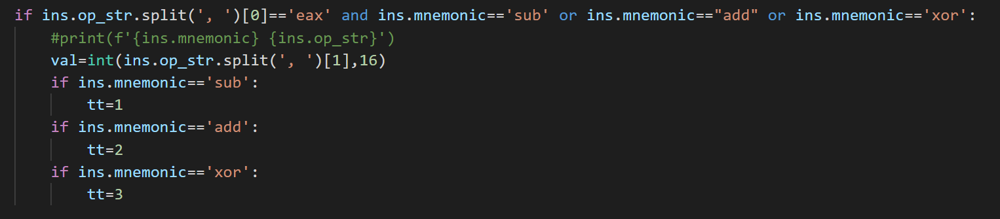 if ins.op_str.split(', ')[0]=='eax' and ins.mnemonic=='sub' or ins.mnemonic=="add" or ins.mnemonic=='xor':
    #print(f'{ins.mnemonic} {ins.op_str}')
    val=int(ins.op_str.split(', ')[1],16)
    if ins.mnemonic=='sub':
        tt=1
    if ins.mnemonic=='add':
        tt=2
    if ins.mnemonic=='xor':
        tt=3